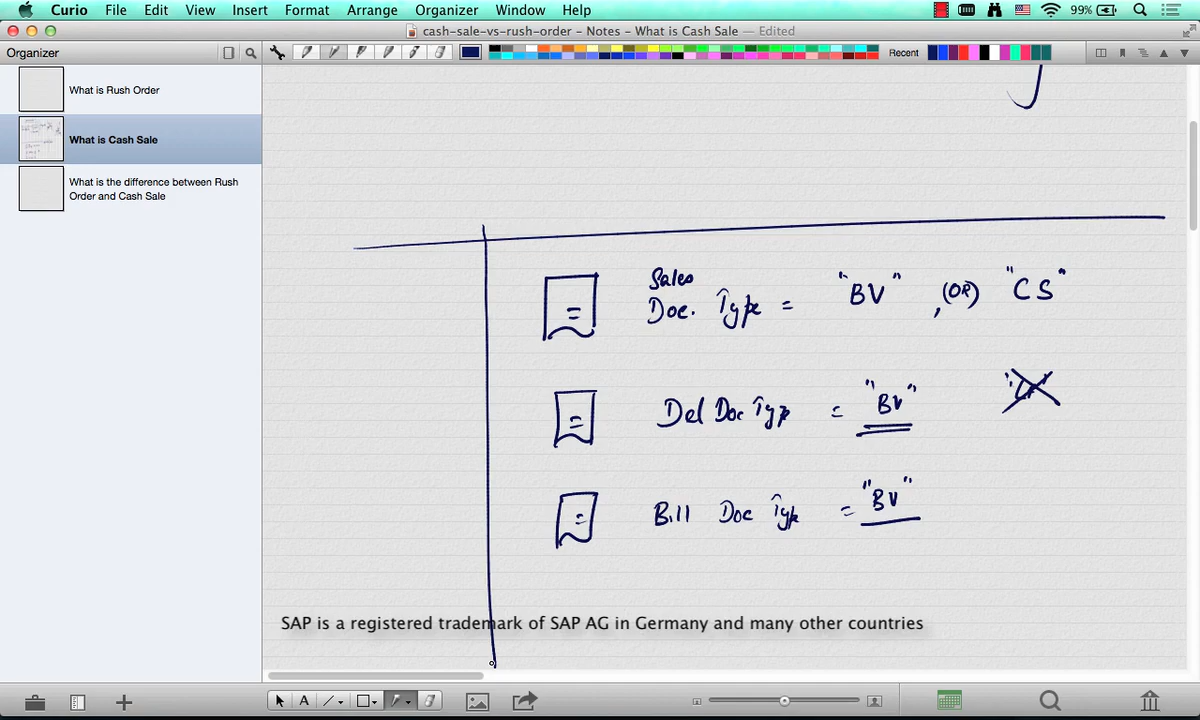 Curio File Edit View Insert Format Arrange Organizer Window Help 99%
cash-sale-vs-rush-order – Notes – What is Cash Sale — Edited
Organizer
Recent
What is Rush Order
What is Cash Sale
What is the difference between Rush
Order and Cash Sale
Sales
Doc. Type = "BV" , (OR) "CS"
Del Doc Type = "BV"
Bill Doc Type = "BV"
SAP is a registered trademark of SAP AG in Germany and many other countries
A